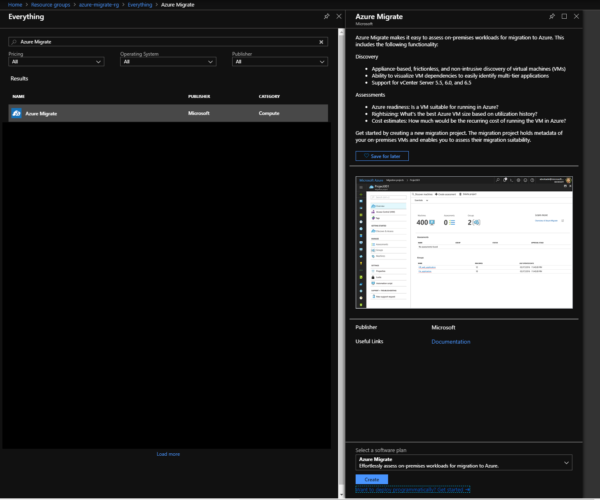 Home > Resource groups > azure-migrate-rg > Everything > Azure Migrate
Everything
Azure Migrate
Pricing
Operating System
Publisher
All
All
All
Results
NAME
PUBLISHER
CATEGORY
Azure Migrate
Microsoft
Compute
Load more
Azure Migrate
Microsoft
Azure Migrate makes it easy to assess on-premises workloads for migration to Azure. This
includes the following functionality:
Discovery
• Appliance-based, frictionless, and non-intrusive discovery of virtual machines (VMs)
• Ability to visualize VM dependencies to easily identify multi-tier applications
• Support for vCenter Server 5.5, 6.0, and 6.5
Assessments
• Azure readiness: Is a VM suitable for running in Azure?
• Rightsizing: What's the best Azure VM size based on utilization history?
• Cost estimates: How much would be the recurring cost of running the VM in Azure?
Get started by creating a new migration project. The migration project holds metadata of
your on-premises VMs and enables you to assess their migration suitability.
Save for later
Microsoft Azure
400
0
2
Publisher
Microsoft
Useful Links
Documentation
Select a software plan
Azure Migrate
Effortlessly assess on-premises workloads for migration to Azure.
Create
Want to deploy programmatically? Get started →